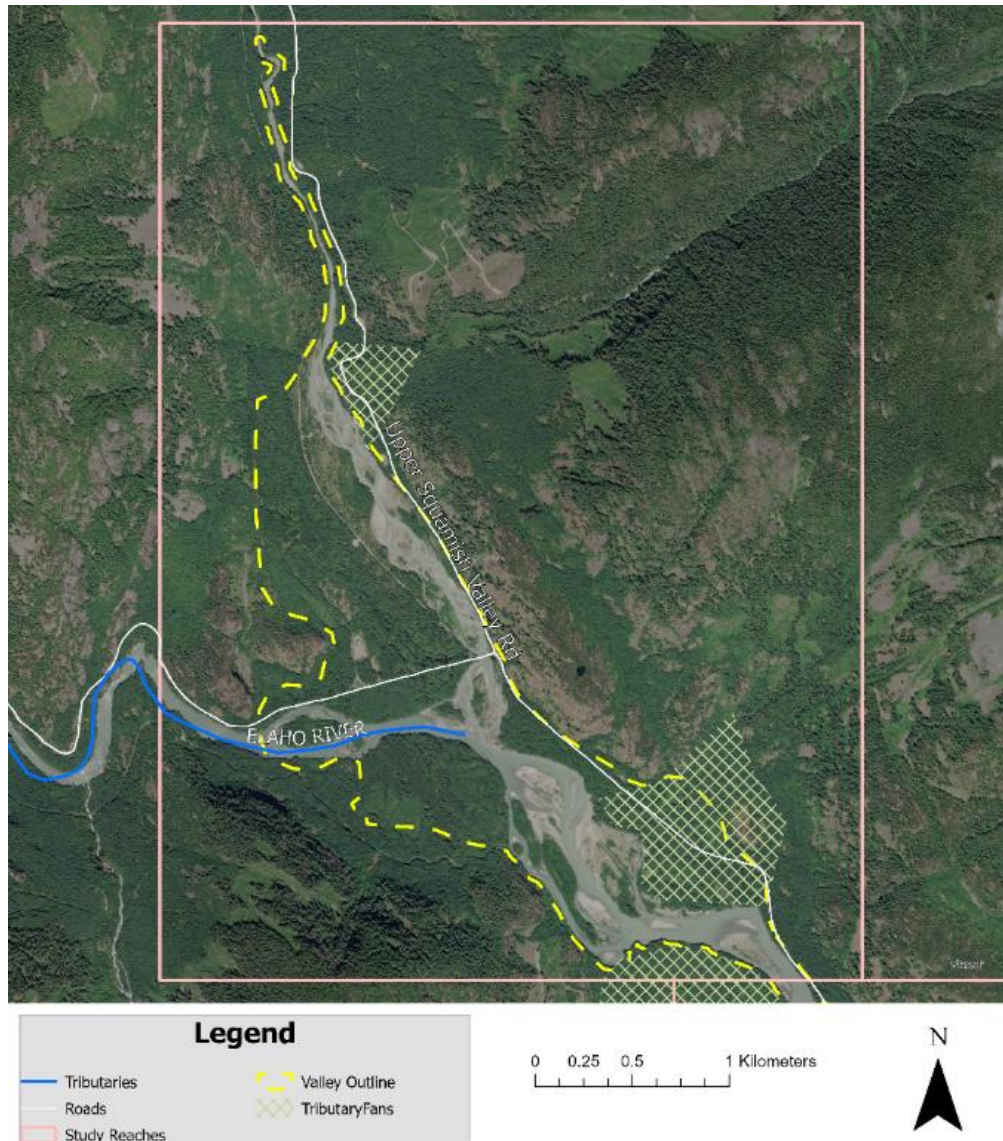 Upper Squamish Valley Rd
ELAHO RIVER
Legend
Tributaries
Roads
Study Reaches
Valley Outline
TributaryFans
0 0.25 0.5 1 Kilometers
N